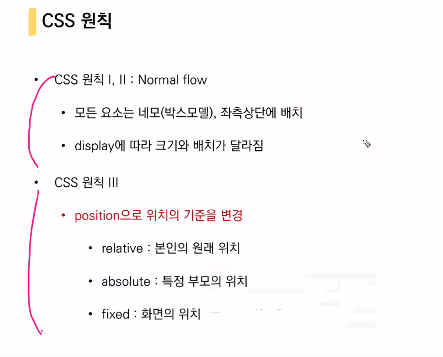 CSS 원칙
• CSS 원칙 I, II : Normal flow
• 모든 요소는 네모(박스모델), 좌측상단에 배치
• display에 따라 크기와 배치가 달라짐
• CSS 원칙 III
• position으로 위치의 기준을 변경
• relative : 본인의 원래 위치
• absolute : 특정 부모의 위치
• fixed : 화면의 위치